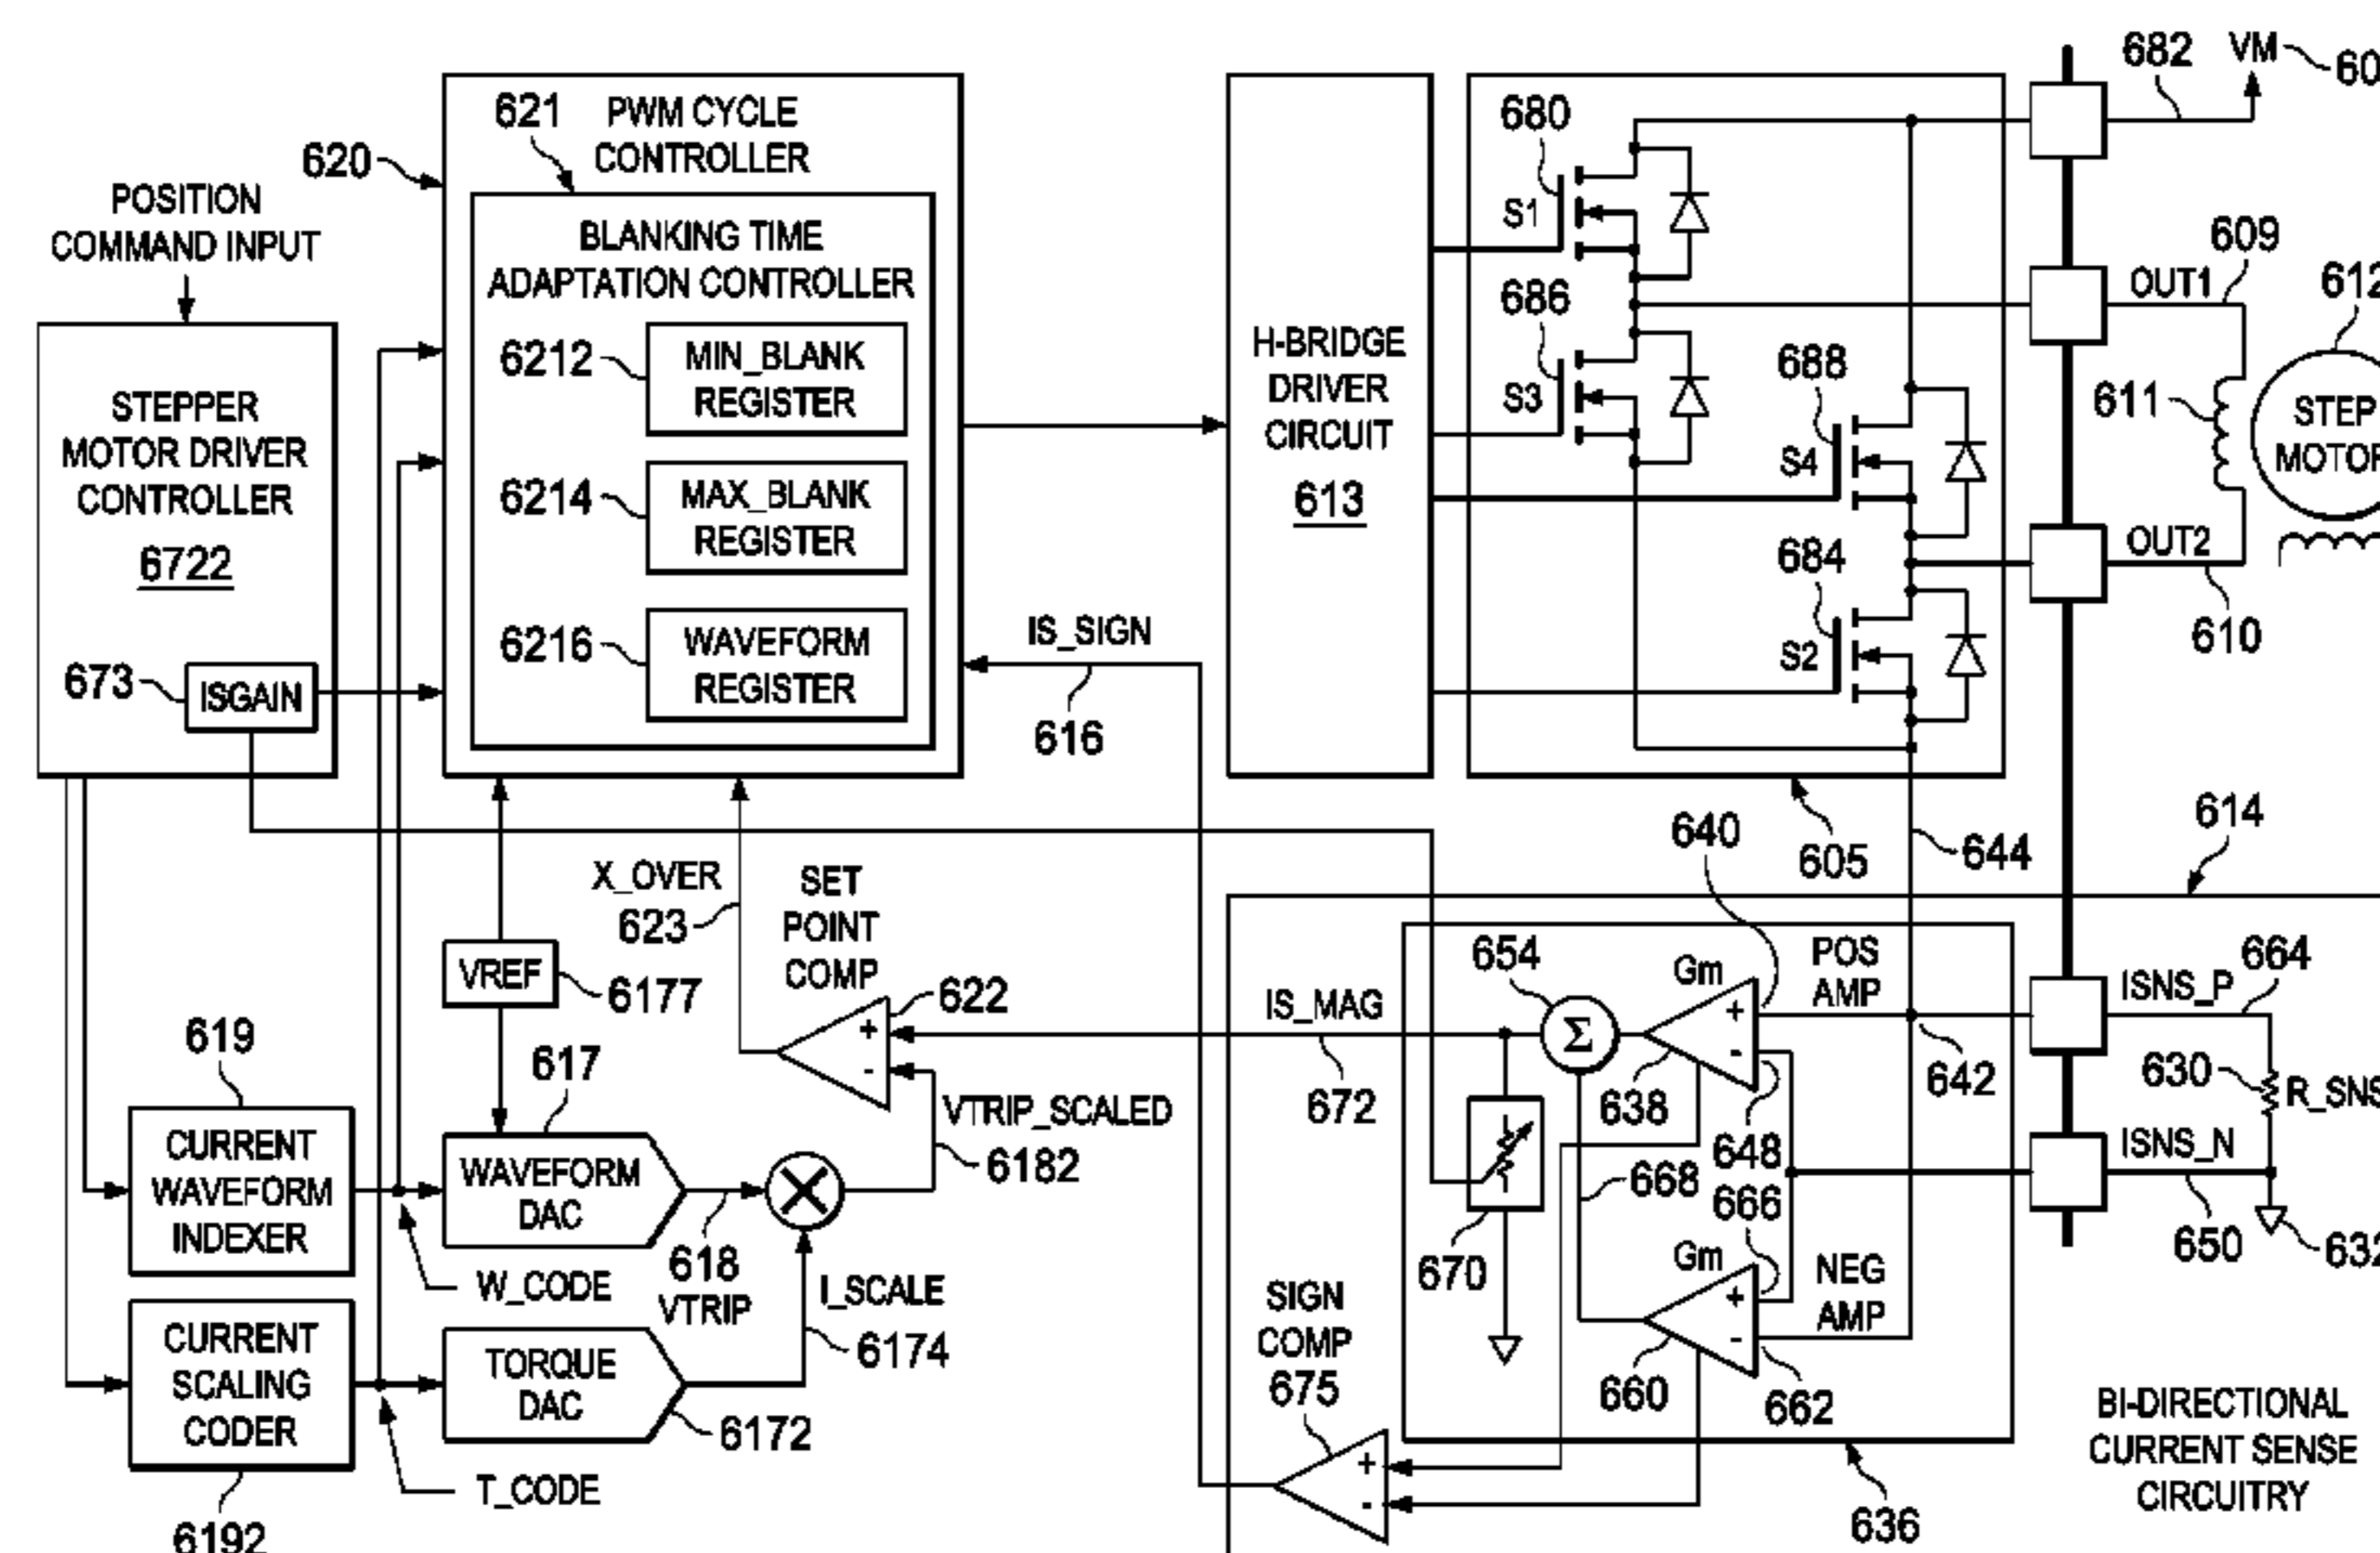 682
VM
60
680
621
PWM CYCLE
CONTROLLER
620
POSITION
COMMAND INPUT
BLANKING TIME
ADAPTATION CONTROLLER
S1
609
OUT1
612
686
6212
MIN_BLANK
REGISTER
H-BRIDGE
DRIVER
CIRCUIT
613
S3
688
611
STEP
MOTOR
STEPPER
MOTOR DRIVER
CONTROLLER
6722
6214
MAX_BLANK
REGISTER
S4
684
OUT2
6216
WAVEFORM
REGISTER
IS_SIGN
616
S2
610
673
ISGAIN
614
640
605
644
X_OVER
623
SET
POINT
COMP
654
Gm
POS
AMP
ISNS_P
664
VREF
6177
622
+
-
IS_MAG
672
Σ
+
-
638
642
630
R_SNS
619
617
VTRIP_SCALED
6182
648
ISNS_N
CURRENT
WAVEFORM
INDEXER
WAVEFORM
DAC
668
666
650
632
W_CODE
618
VTRIP
I_SCALE
6174
670
Gm
+
-
NEG
AMP
SIGN
COMP
675
CURRENT
SCALING
CODER
TORQUE
DAC
6172
660
662
+
-
BI-DIRECTIONAL
CURRENT SENSE
CIRCUITRY
T_CODE
6192
636